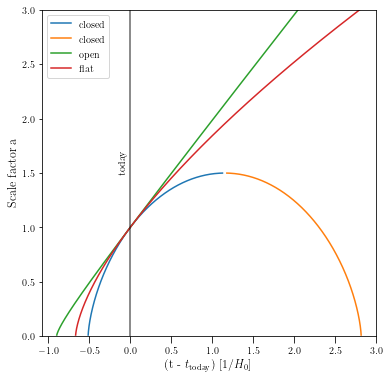 3.0
2.5
2.0
1.5
1.0
0.5
0.0
Scale factor a
closed
closed
open
flat
today
−1.0 −0.5 0.0 0.5 1.0 1.5 2.0 2.5 3.0
(t - t_today) [1/H_0]